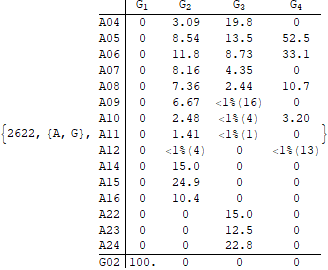 G₁ G₂ G₃ G₄
A04 0 3.09 19.8 0
A05 0 8.54 13.5 52.5
A06 0 11.8 8.73 33.1
A07 0 8.16 4.35 0
A08 0 7.36 2.44 10.7
A09 0 6.67 <1%(16) 0
A10 0 2.48 <1%(4) 3.20
{2622, {A, G}, A11 0 1.41 <1%(1) 0 }
A12 0 <1%(4) 0 <1%(13)
A14 0 15.0 0 0
A15 0 24.9 0 0
A16 0 10.4 0 0
A22 0 0 15.0 0
A23 0 0 12.5 0
A24 0 0 22.8 0
G02 100. 0 0 0